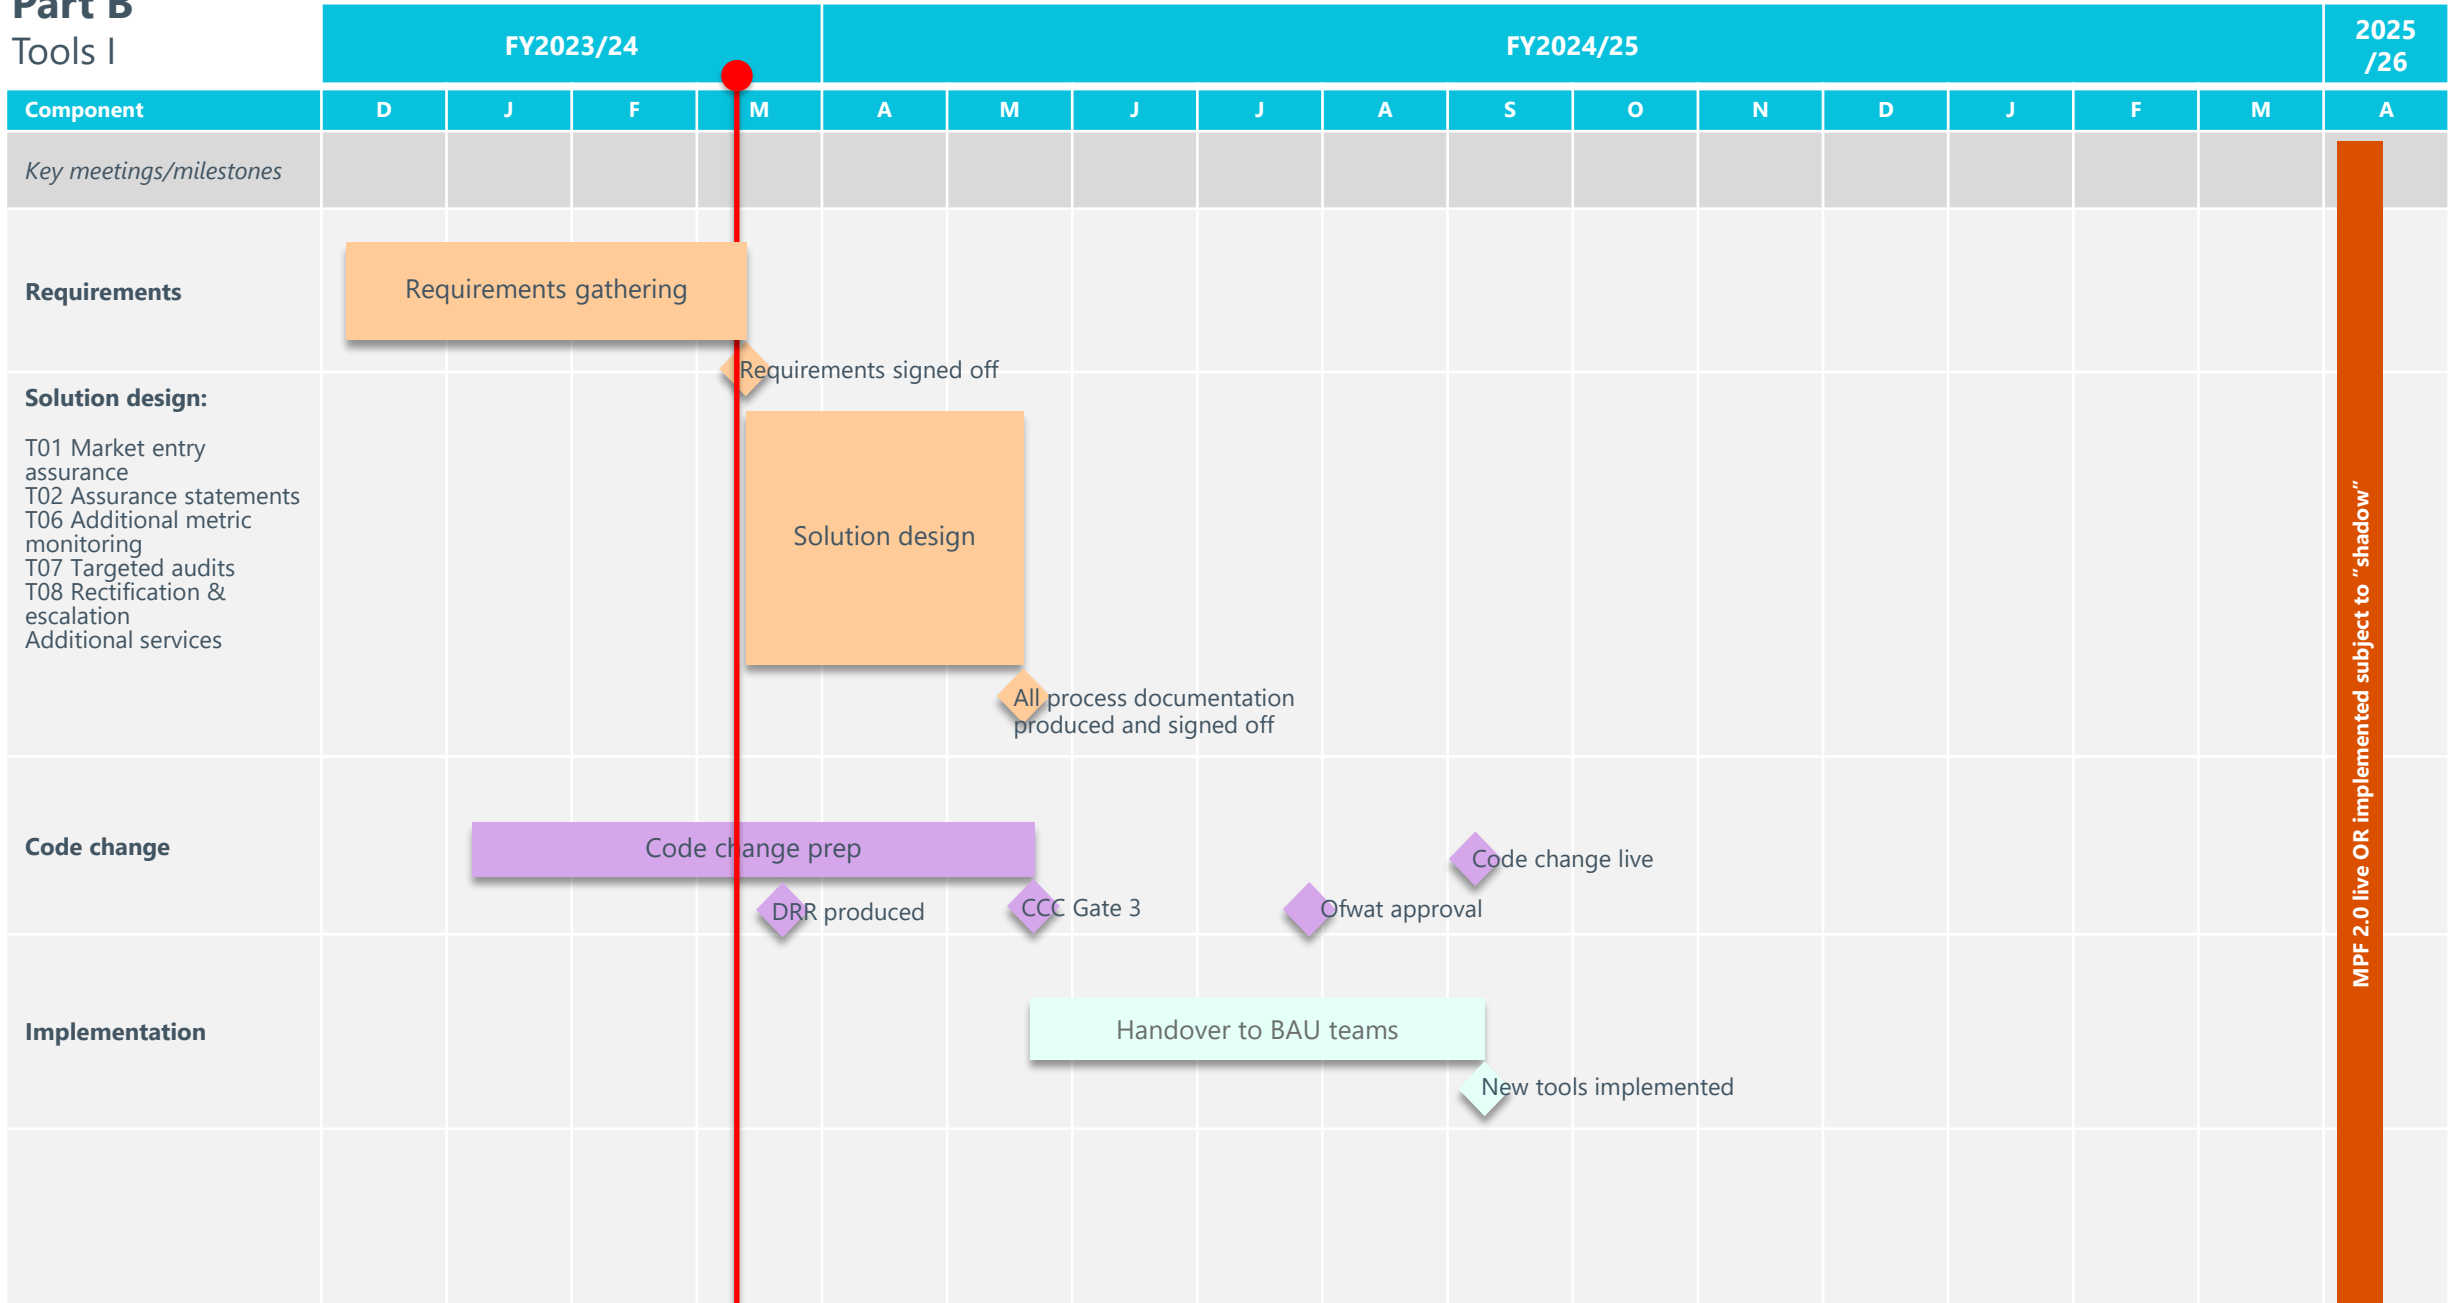 Part B
Tools I
FY2023/24
FY2024/25
2025
/26
Component
D
J
F
M
A
M
J
J
A
S
O
N
D
J
F
M
A
Key meetings/milestones
Requirements
Requirements gathering
Requirements signed off
Solution design:
T01 Market entry
assurance
T02 Assurance statements
T06 Additional metric
monitoring
T07 Targeted audits
T08 Rectification &
escalation
Additional services
Solution design
All process documentation
produced and signed off
Code change
Code change prep
DRR produced
CCC Gate 3
Ofwat approval
Code change live
Implementation
Handover to BAU teams
New tools implemented
MPF 2.0 live OR implemented subject to “shadow”